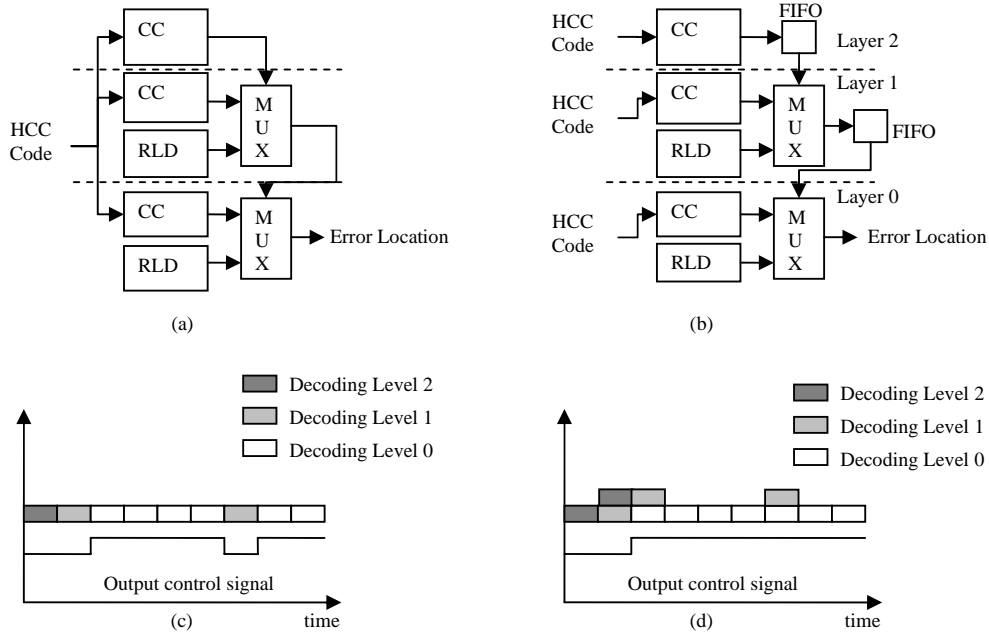 CC
CC
RLD
CC
RLD
HCC
Code
M
U
X
M
U
X
Error Location
(a)
HCC
Code
CC
FIFO
Layer 2
Layer 1
HCC
Code
CC
RLD
M
U
X
FIFO
Layer 0
HCC
Code
CC
RLD
M
U
X
Error Location
(b)
Decoding Level 2
Decoding Level 1
Decoding Level 0
Output control signal
(c)
time
Decoding Level 2
Decoding Level 1
Decoding Level 0
Output control signal
(d)
time